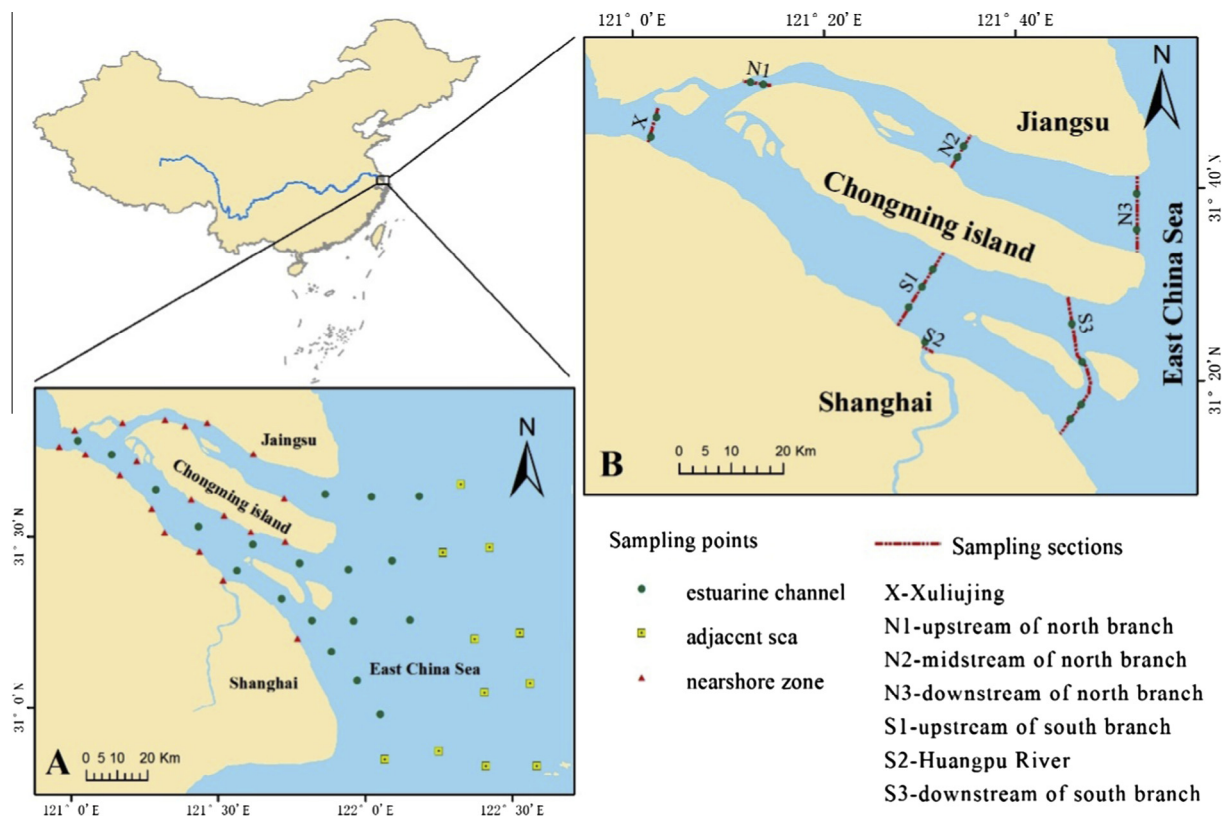 121° 0'E
121° 20'E
121° 40'E
N1
N
X
Jiangsu
N2
Chongming island
N3
31° 40'N
East China Sea
S1
S2
S3
31° 20'N
Shanghai
B
0 5 10 20 Km
N
Jaingsu
Chongming island
31° 30'N
East China Sea
Shanghai
31° 0'N
A
0 5 10 20 Km
121° 0'E
121° 30'E
122° 0'E
122° 30'E
Sampling points
estuarine channel
adjacent sea
nearshore zone
Sampling sections
X-Xuliujing
N1-upstream of north branch
N2-midstream of north branch
N3-downstream of north branch
S1-upstream of south branch
S2-Huangpu River
S3-downstream of south branch